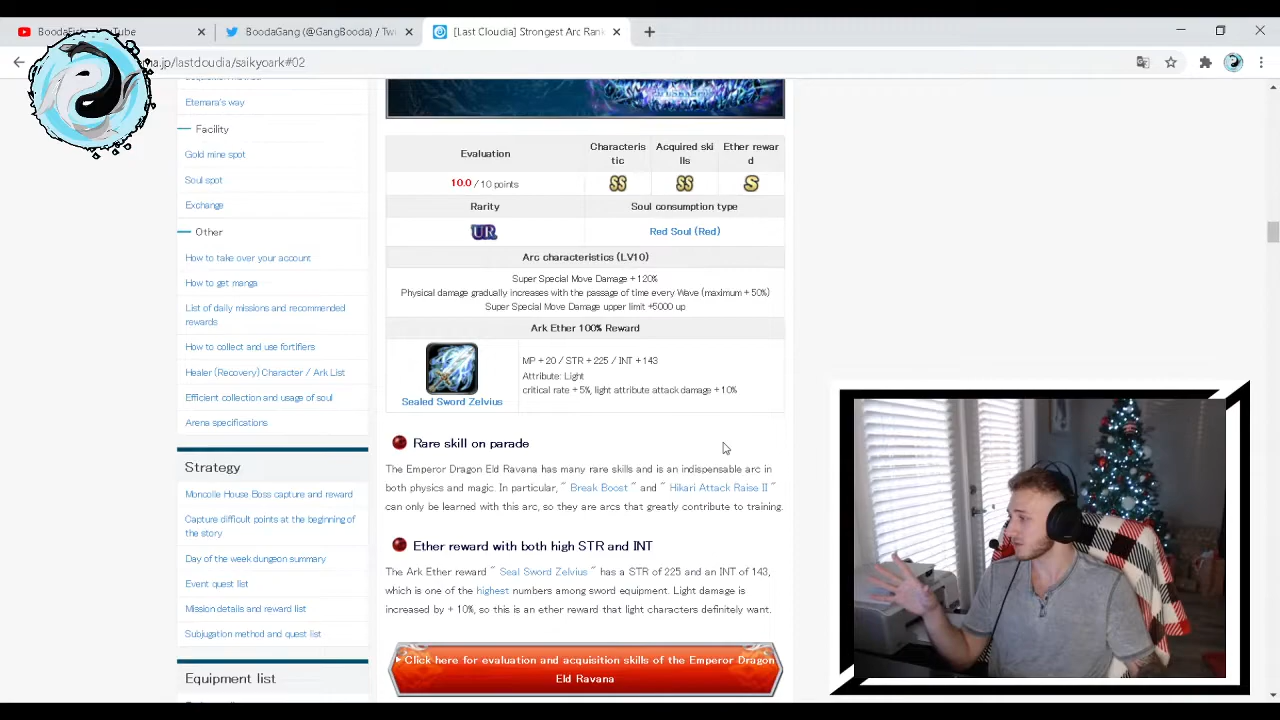 BoodaFi
YouTube
BoodaGang (@GangBooda) / Twi
[Last Cloudia] Strongest Arc Rank
na.jp/lastcloudia/saikyoark#02
Etemara's way
Facility
Gold mine spot
Soul spot
Exchange
Other
How to take over your account
How to get manga
List of daily missions and recommended
rewards
How to collect and use fortifiers
Healer (Recovery) Character / Ark List
Efficient collection and usage of soul
Arena specifications
Strategy
Moncolle House Boss capture and reward
Capture difficult points at the beginning of
the story
Day of the week dungeon summary
Event quest list
Mission details and reward list
Subjugation method and quest list
Equipment list
Evaluation
Characteris
tic
Acquired ski
lls
Ether rewar
d
10.0 / 10 points
SS
SS
S
Rarity
Soul consumption type
UR
Red Soul (Red)
Arc characteristics (LV10)
Super Special Move Damage + 120%
Physical damage gradually increases with the passage of time every Wave (maximum + 50%)
Super Special Move Damage upper limit +5000 up
Ark Ether 100% Reward
Sealed Sword Zelvius
MP + 20 / STR + 225 / INT + 143
Attribute: Light
critical rate + 5%, light attribute attack damage + 10%
Rare skill on parade
The Emperor Dragon Eld Ravana has many rare skills and is an indispensable arc in
both physics and magic. In particular, " Break Boost " and " Hikari Attack Raise II "
can only be learned with this arc, so they are arcs that greatly contribute to training.
Ether reward with both high STR and INT
The Ark Ether reward " Seal Sword Zelvius " has a STR of 225 and an INT of 143,
which is one of the highest numbers among sword equipment. Light damage is
increased by + 10%, so this is an ether reward that light characters definitely want.
Click here for evaluation and acquisition skills of the Emperor Dragon
Eld Ravana